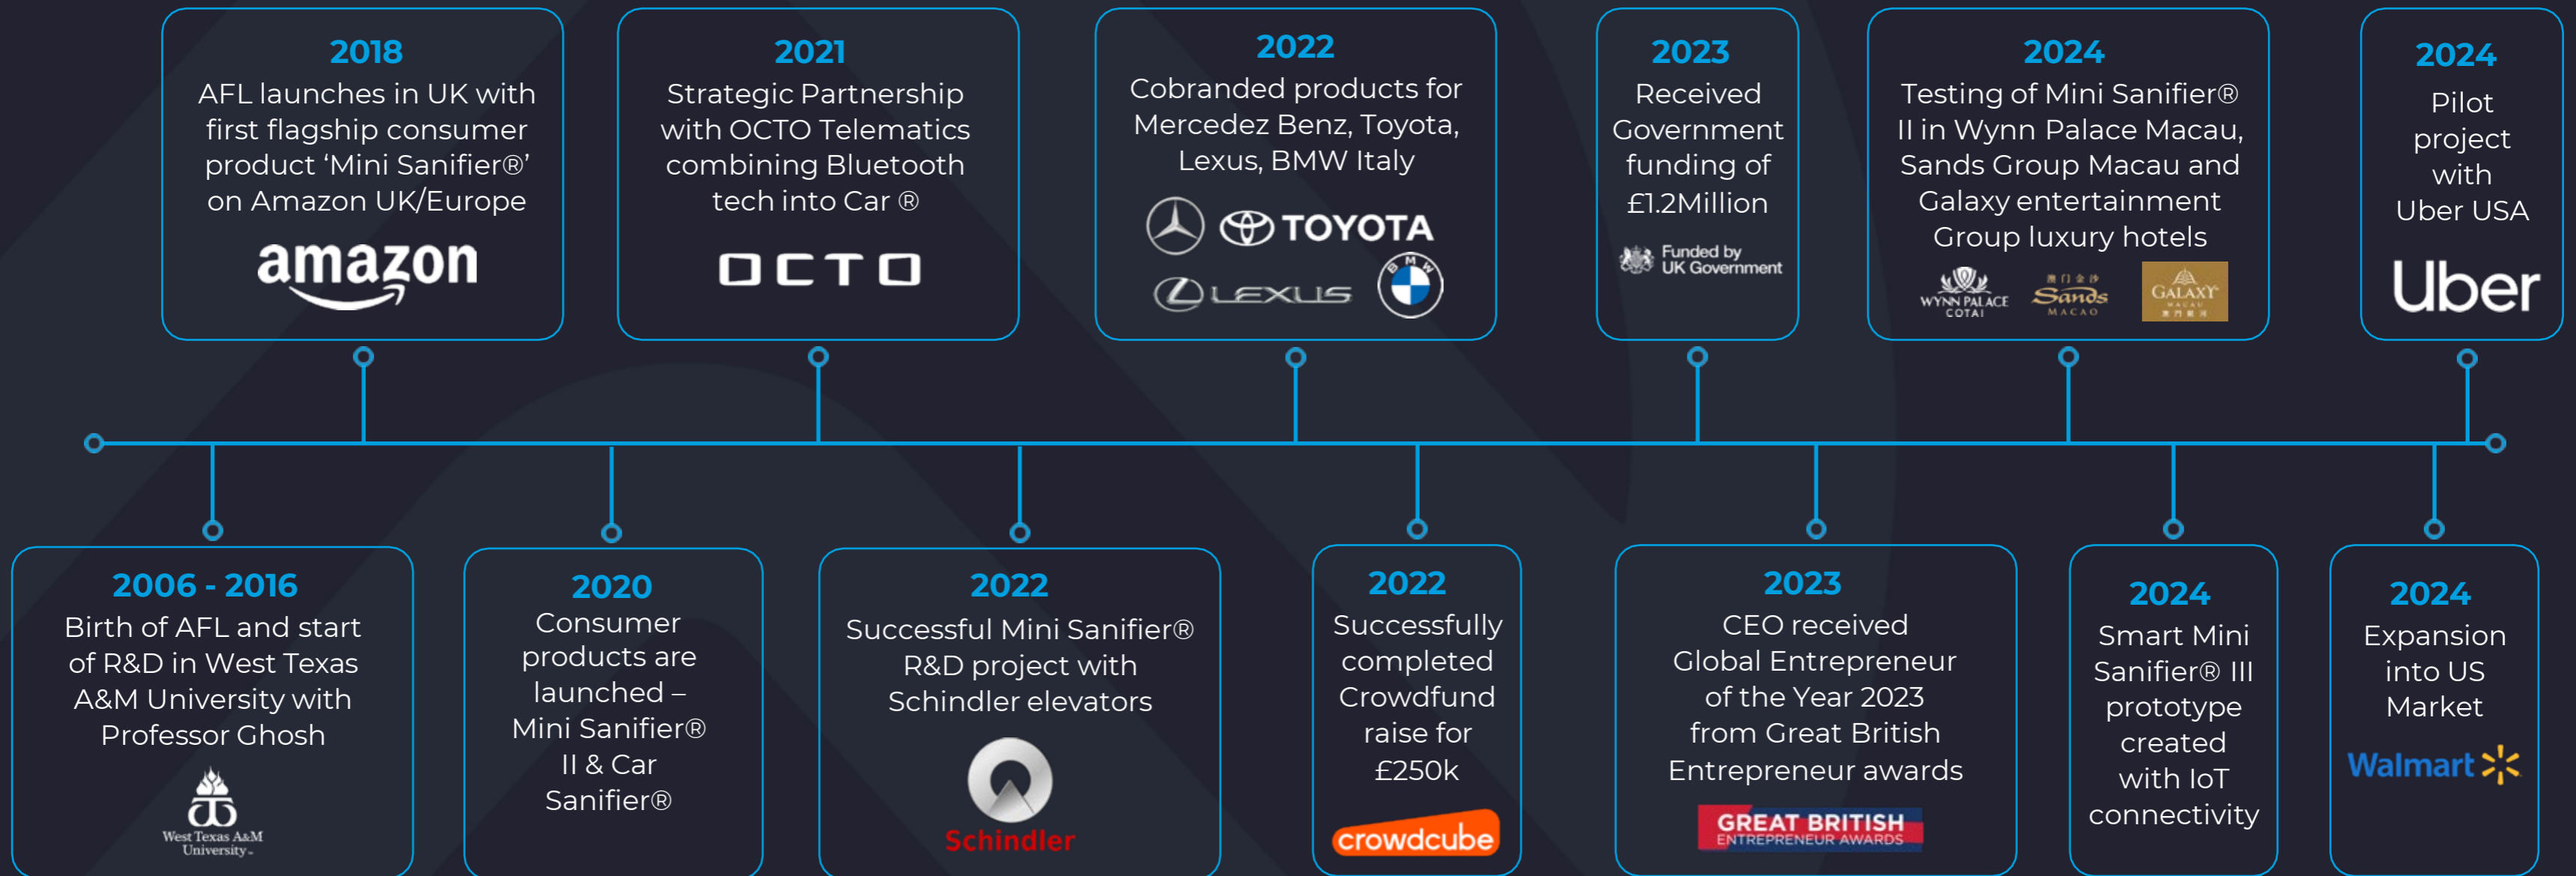 2018
AFL launches in UK with
first flagship consumer
product ‘Mini Sanifier®’
on Amazon UK/Europe
amazon
2021
Strategic Partnership
with OCTO Telematics
combining Bluetooth
tech into Car ®
OCTO
2022
Cobranded products for
Mercedez Benz, Toyota,
Lexus, BMW Italy
TOYOTA
LEXUS
BMW
2023
Received
Government
funding of
£1.2Million
Funded by
UK Government
2024
Testing of Mini Sanifier®
II in Wynn Palace Macau,
Sands Group Macau and
Galaxy entertainment
Group luxury hotels
WYNN PALACE
COTAI
澳门金沙
Sands
MACAO
GALAXY
MACAU
2024
Pilot
project
with
Uber USA
Uber
2006 - 2016
Birth of AFL and start
of R&D in West Texas
A&M University with
Professor Ghosh
West Texas A&M
University
2020
Consumer
products are
launched –
Mini Sanifier®
II & Car
Sanifier®
2022
Successful Mini Sanifier®
R&D project with
Schindler elevators
Schindler
2022
Successfully
completed
Crowdfund
raise for
£250k
crowdcube
2023
CEO received
Global Entrepreneur
of the Year 2023
from Great British
Entrepreneur awards
GREAT BRITISH
ENTREPRENEUR AWARDS
2024
Smart Mini
Sanifier® III
prototype
created
with IoT
connectivity
2024
Expansion
into US
Market
Walmart